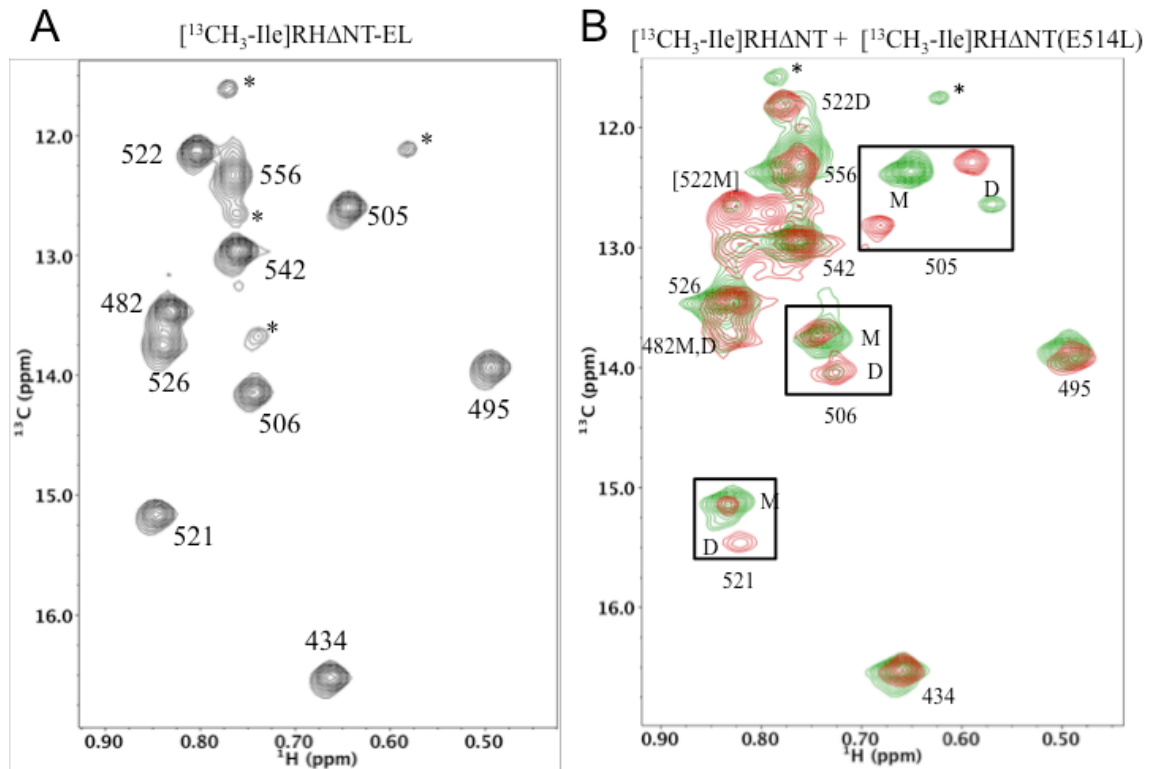 A
[¹³CH₃-Ile]RHΔNT-EL
*
12.0
522
556
*
*
505
13.0
542
482
*
526
14.0
506
495
¹³C (ppm)
15.0
521
16.0
434
0.90 0.80 0.70 0.60 0.50
¹H (ppm)
B
[¹³CH₃-Ile]RHΔNT + [¹³CH₃-Ile]RHΔNT(E514L)
*
*
522D
12.0
556
[522M]
M
D
13.0
542
505
526
482M,D
M
D
14.0
506
495
¹³C (ppm)
15.0
M
D
521
16.0
434
0.90 0.80 0.70 0.60 0.50
¹H (ppm)